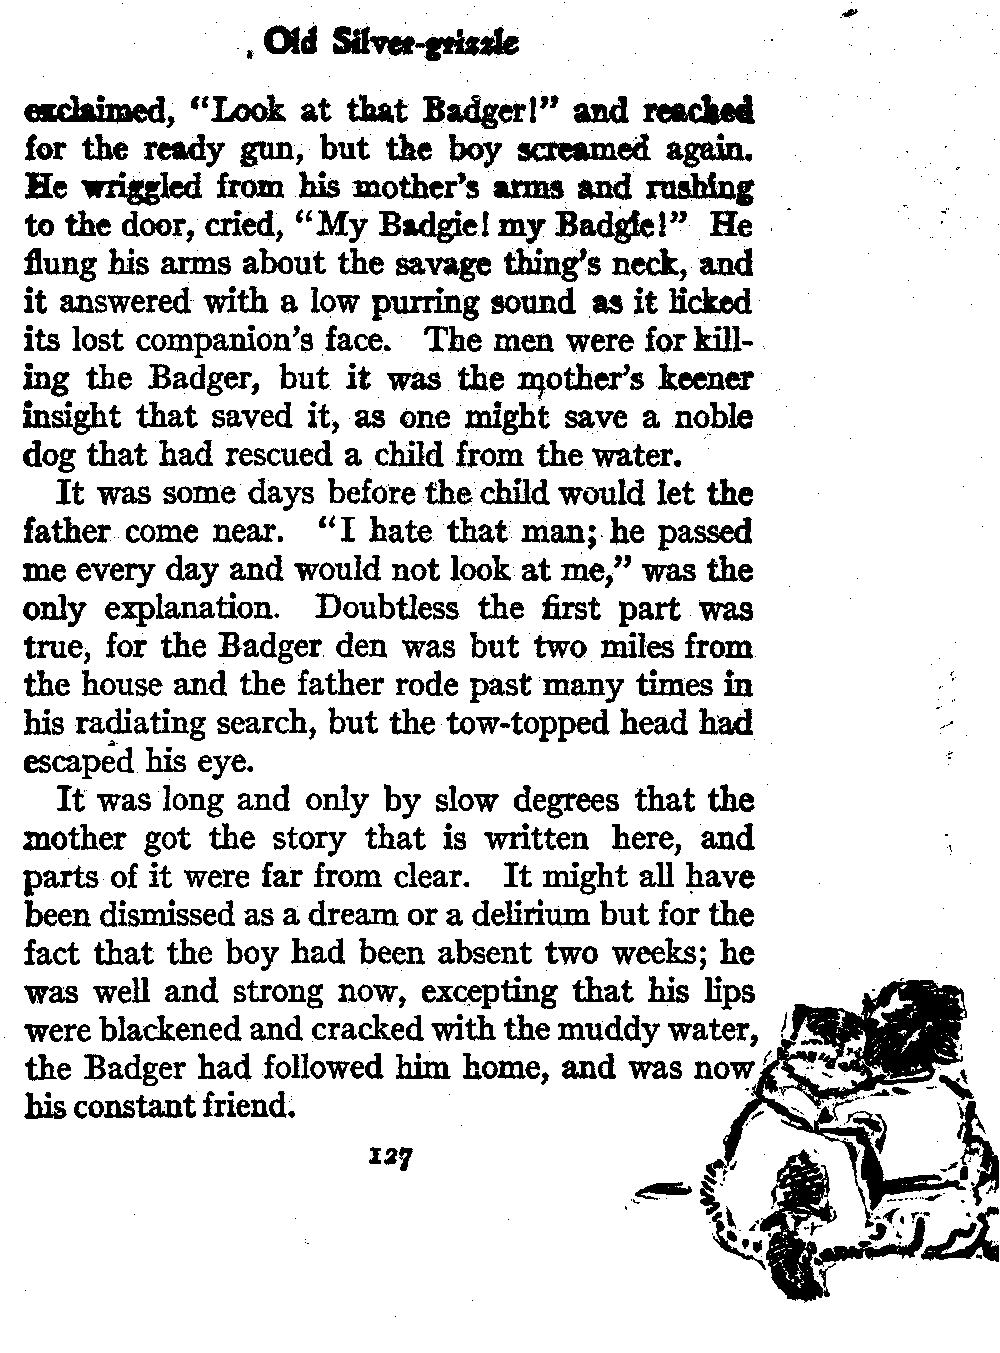 Old Silver-grizzle
exclaimed, “Look at that Badger!” and reached
for the ready gun, but the boy screamed again.
He wriggled from his mother’s arms and rushing
to the door, cried, “My Badgie! my Badgie!” He
flung his arms about the savage thing’s neck, and
it answered with a low purring sound as it licked
its lost companion’s face. The men were for kill-
ing the Badger, but it was the mother’s keener
insight that saved it, as one might save a noble
dog that had rescued a child from the water.
It was some days before the child would let the
father come near. “I hate that man; he passed
me every day and would not look at me,” was the
only explanation. Doubtless the first part was
true, for the Badger den was but two miles from
the house and the father rode past many times in
his radiating search, but the tow-topped head had
escaped his eye.
It was long and only by slow degrees that the
mother got the story that is written here, and
parts of it were far from clear. It might all have
been dismissed as a dream or a delirium but for the
fact that the boy had been absent two weeks; he
was well and strong now, excepting that his lips
were blackened and cracked with the muddy water,
the Badger had followed him home, and was now
his constant friend.
127